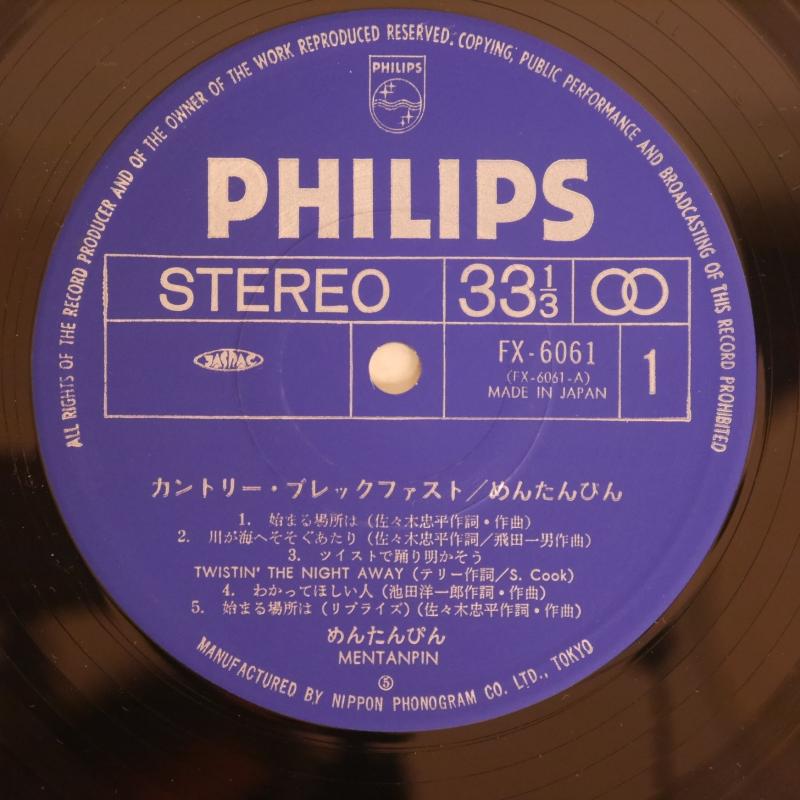 ALL RIGHTS OF THE RECORD PRODUCER AND OF THE OWNER OF THE WORK REPRODUCED RESERVED. COPYING, PUBLIC PERFORMANCE AND BROADCASTING OF THIS RECORD PROHIBITED
PHILIPS
PHILIPS
STEREO 33 1/3
JASRAC
FX-6061
(FX-6061-A)
MADE IN JAPAN
1
カントリー・ブレックファスト/めんたんぴん
1. 始まる場所は (佐々木忠平作詞・作曲)
2. 川が海へそそぐあたり (佐々木忠平作詞/飛田一男作曲)
3. ツイストで踊り明かそう
TWISTIN' THE NIGHT AWAY (テリー作詞/S. Cook)
4. わかってほしい人 (池田洋一郎作詞・作曲)
5. 始まる場所は (リプライズ) (佐々木忠平作詞・作曲)
めんたんぴん
MENTANPIN
⑤
MANUFACTURED BY NIPPON PHONOGRAM CO. LTD., TOKYO